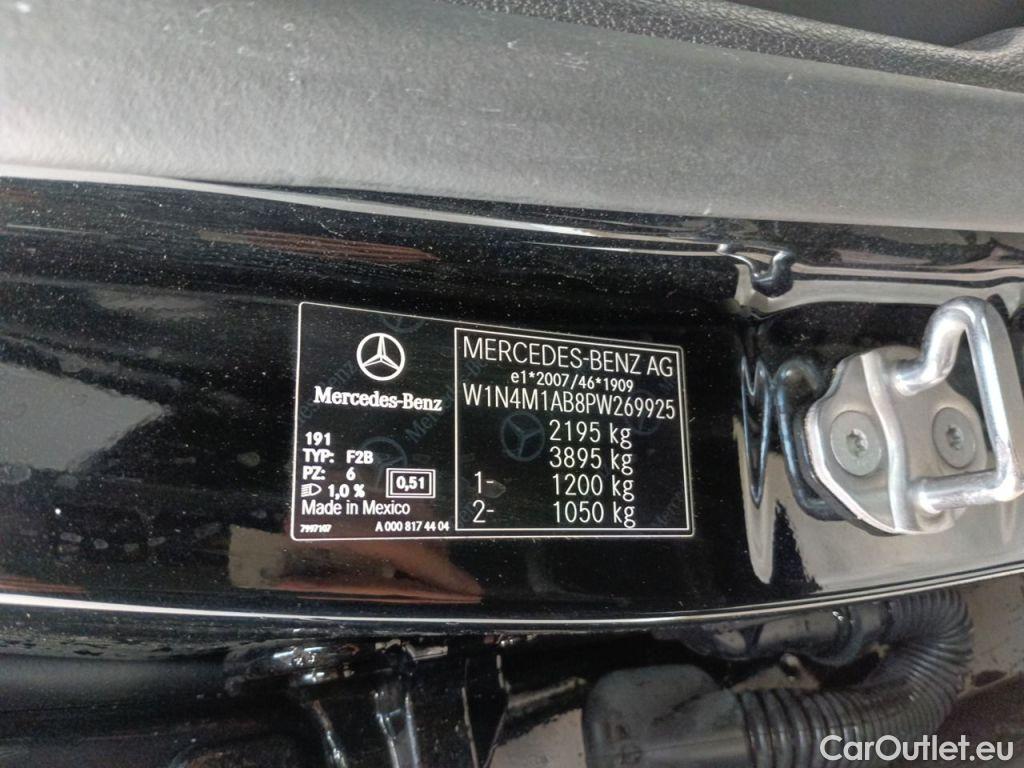 Mercedes-Benz
191
TYP: F2B
PZ: 6
1,0 %
0,51
Made in Mexico
7997107
A 000 817 44 04
MERCEDES-BENZ AG
e1*2007/46*1909
W1N4M1AB8PW269925
2195 kg
3895 kg
1- 1200 kg
2- 1050 kg
CarOutlet.eu